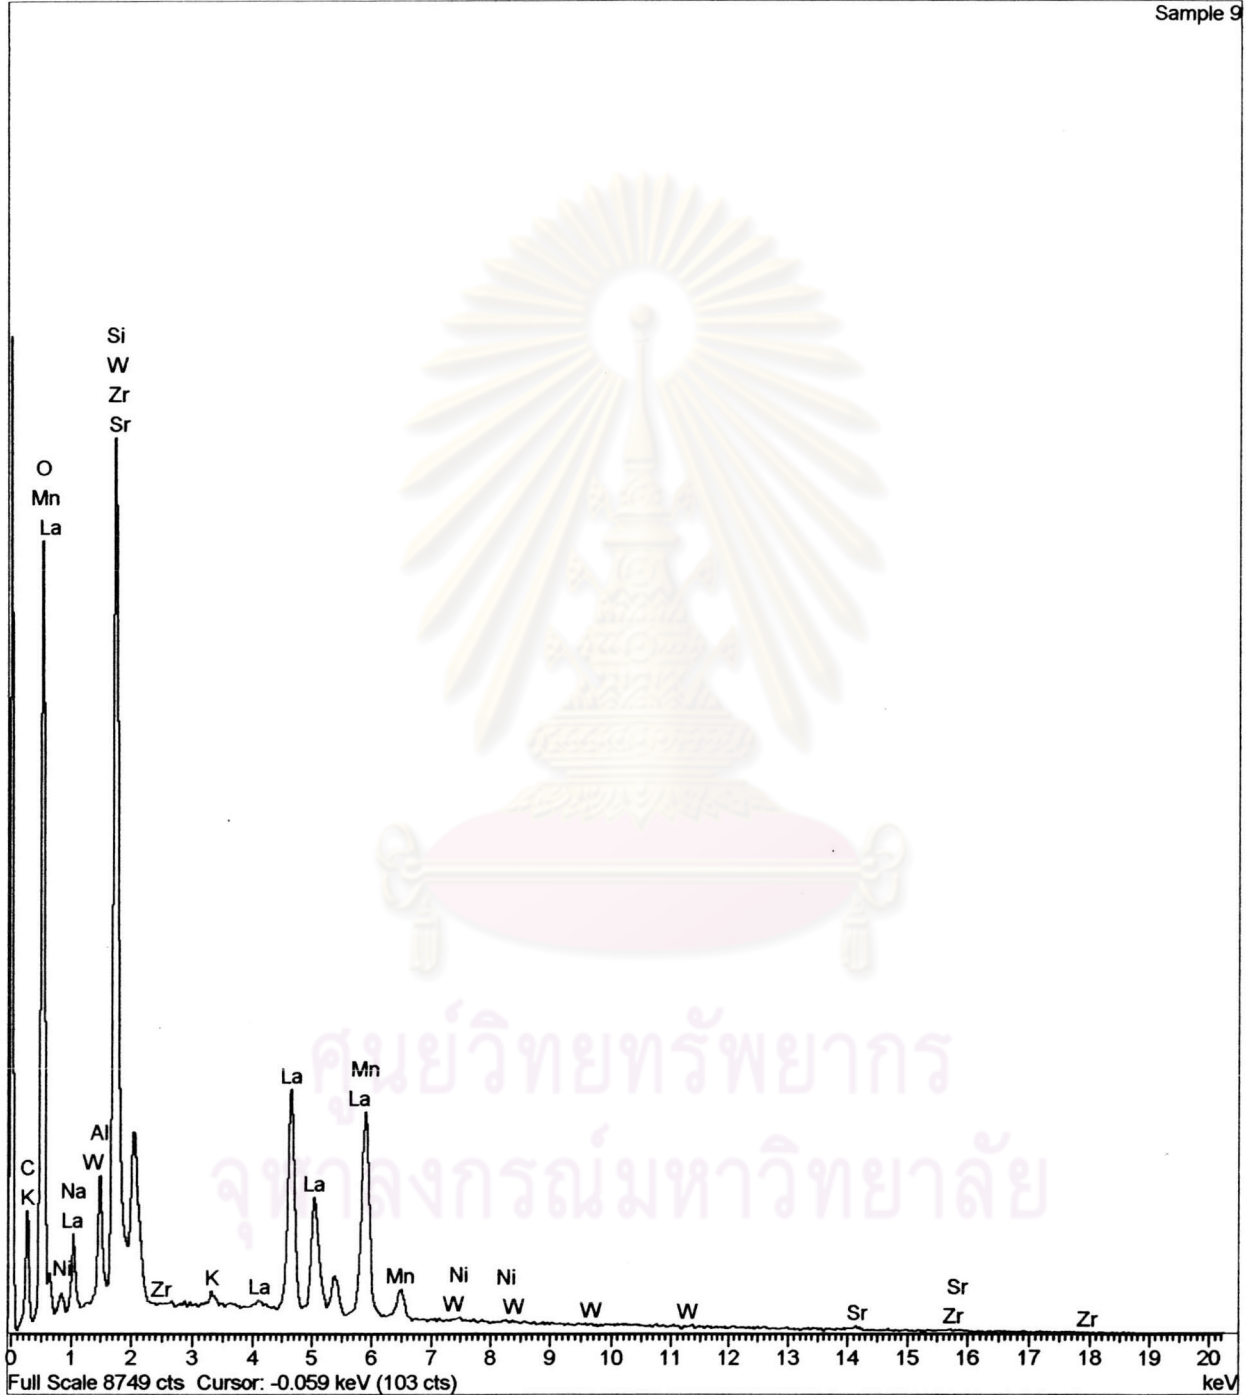 Sample 9
Si
W
Zr
Sr
O
Mn
La
La
Mn
La
C
K
Al
W
Na
La
Ni
La
Zr
K
La
Mn
Ni
W
Ni
W
W
W
Sr
Sr
Zr
Zr
ศูนย์วิทยทรัพยากร
จุฬาลงกรณ์มหาวิทยาลัย
0 1 2 3 4 5 6 7 8 9 10 11 12 13 14 15 16 17 18 19 20
Full Scale 8749 cts Cursor: -0.059 keV (103 cts) keV